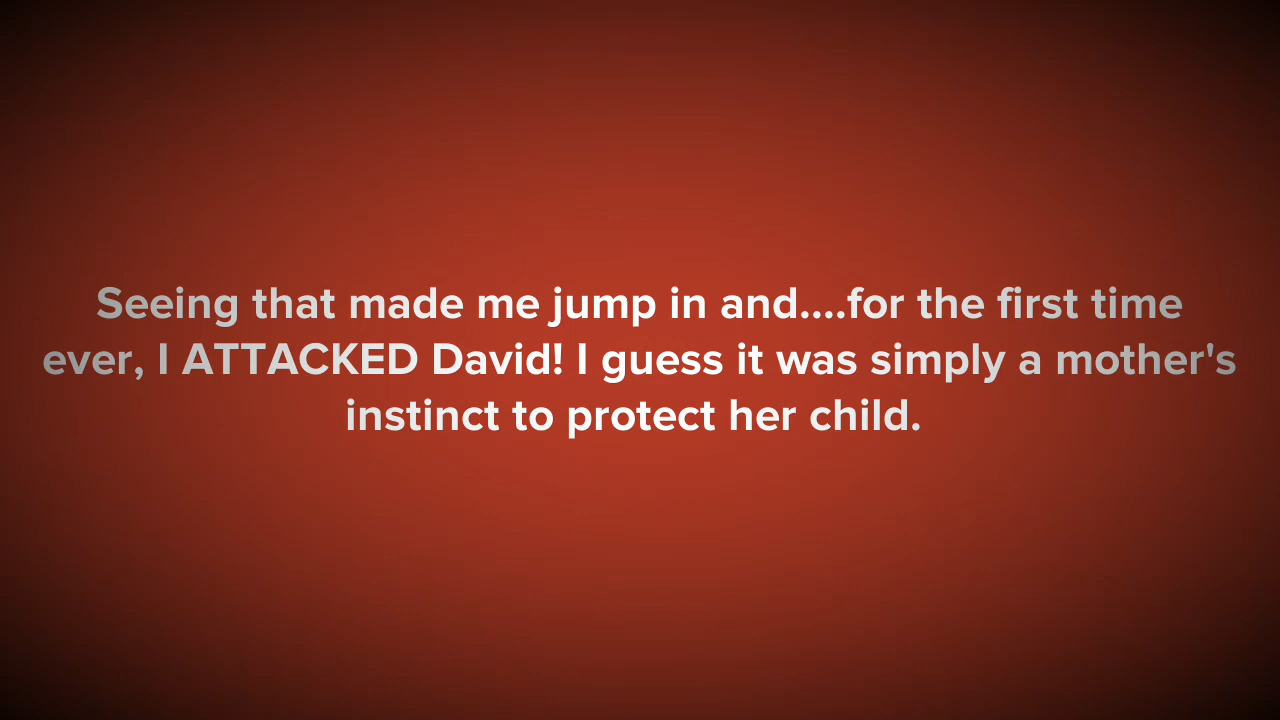 Seeing that made me jump in and....for the first time
ever, I ATTACKED David! I guess it was simply a mother's
instinct to protect her child.